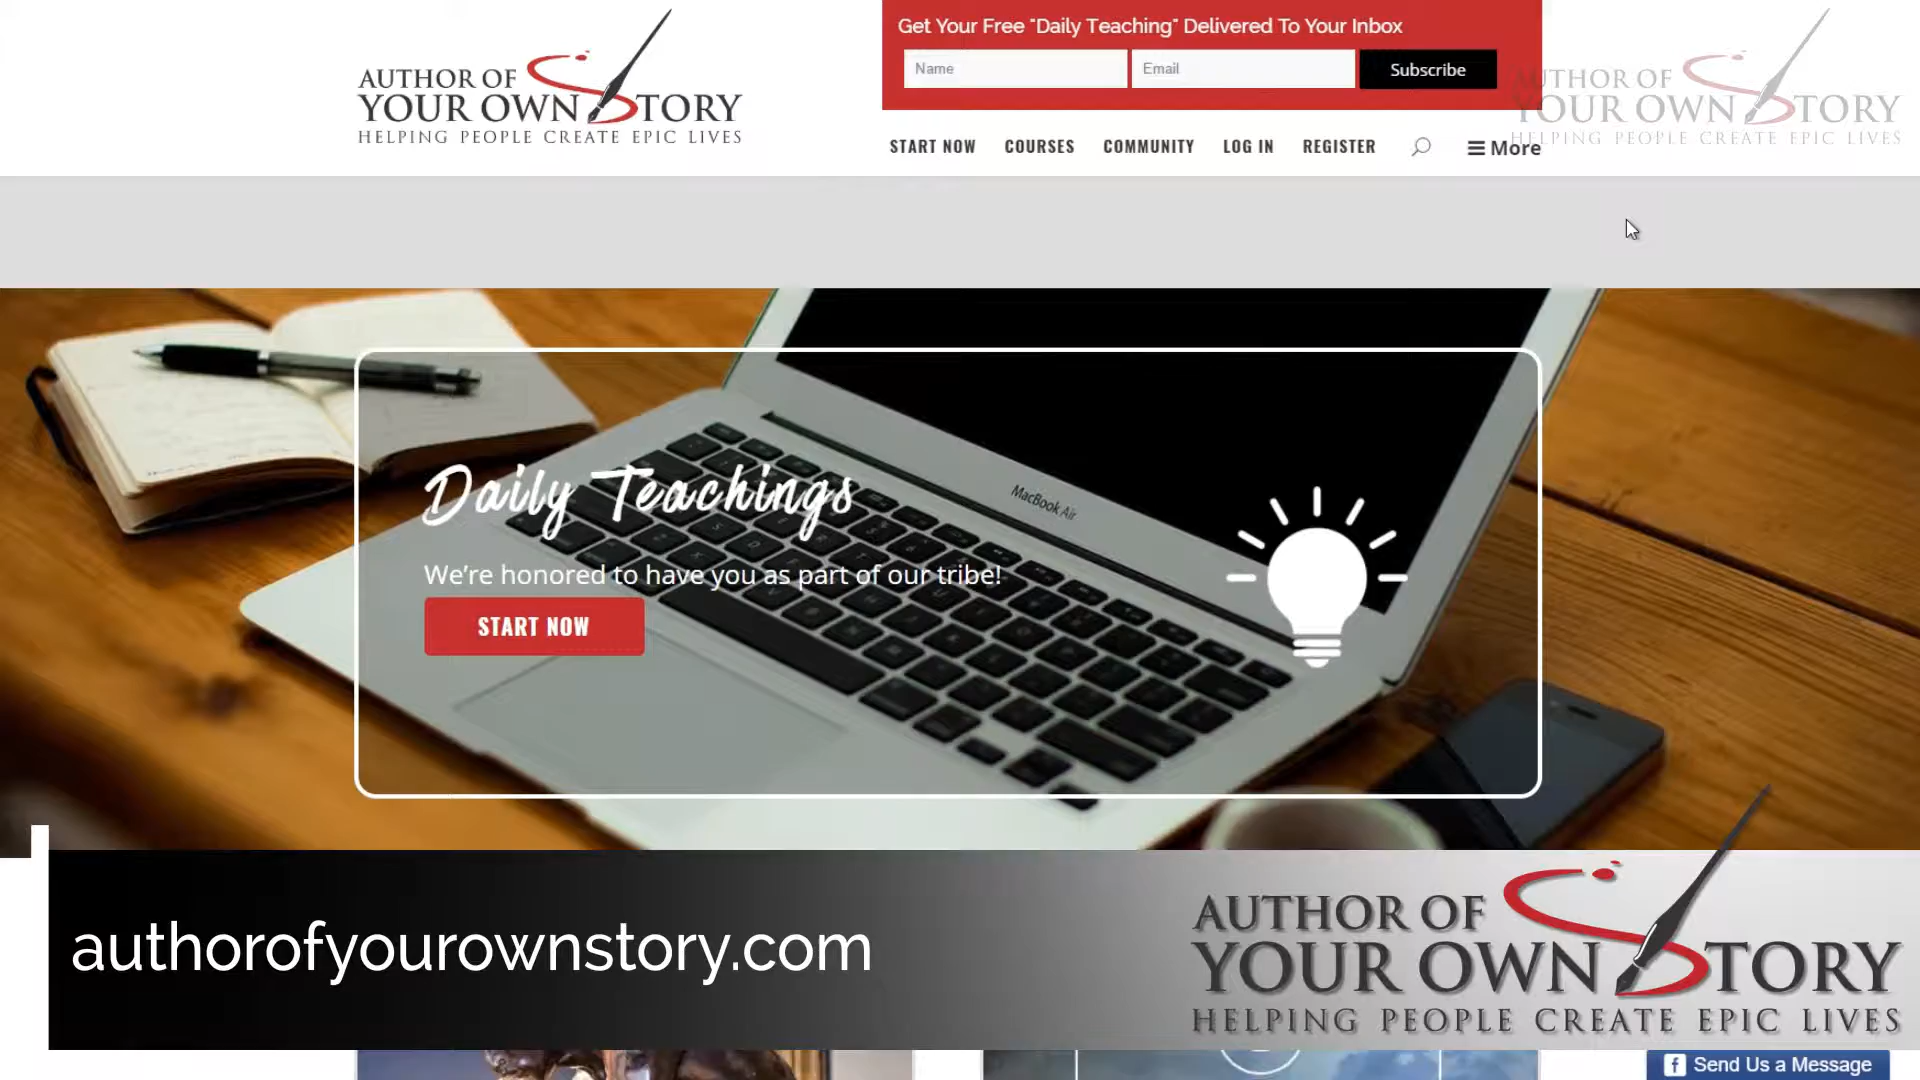 AUTHOR OF
YOUR OWN STORY
HELPING PEOPLE CREATE EPIC LIVES
Get Your Free "Daily Teaching" Delivered To Your Inbox
Name
Email
Subscribe
START NOW
COURSES
COMMUNITY
LOG IN
REGISTER
More
AUTHOR OF
YOUR OWN STORY
HELPING PEOPLE CREATE EPIC LIVES
MacBook Air
Daily Teachings
We're honored to have you as part of our tribe!
START NOW
authorofyourownstory.com
AUTHOR OF
YOUR OWN STORY
HELPING PEOPLE CREATE EPIC LIVES
Send Us a Message